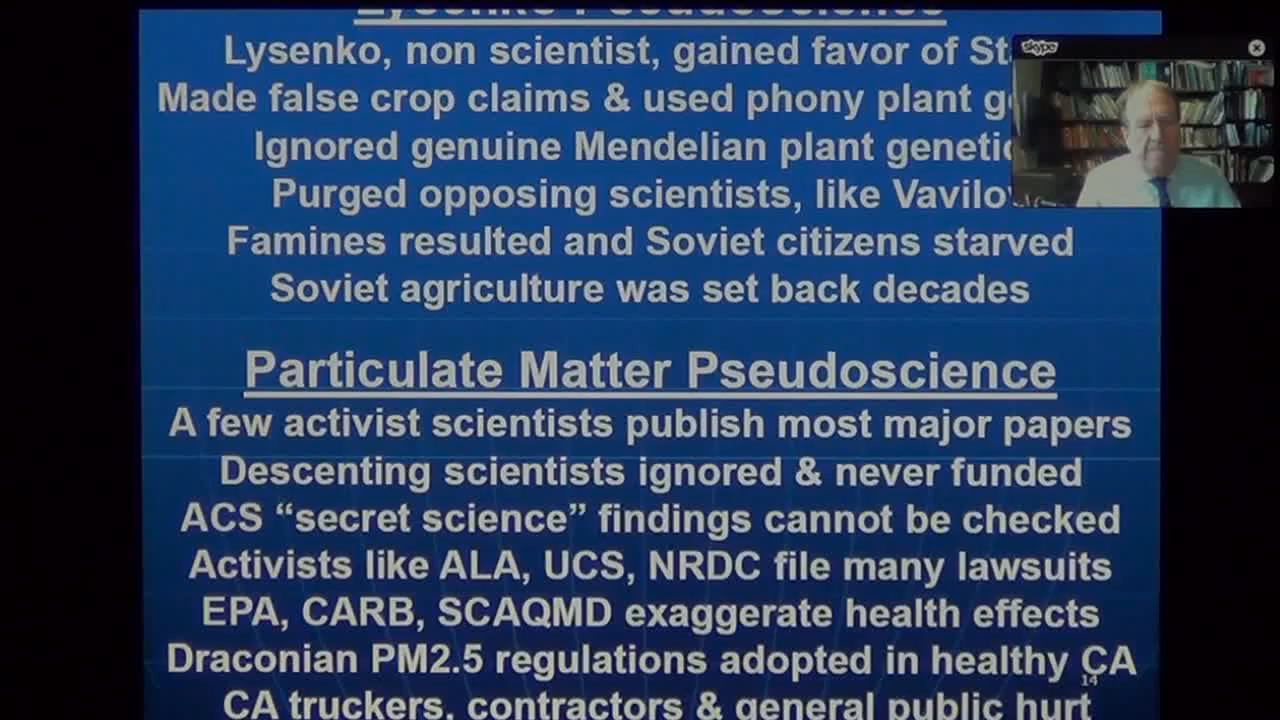 Lysenko Pseudoscience
Lysenko, non scientist, gained favor of
Made false crop claims & used phony plant
Ignored genuine Mendelian plant
Purged opposing scientists, like
Famines resulted and Soviet citizens starved
Soviet agriculture was set back decades
Particulate Matter Pseudoscience
A few activist scientists publish most major papers
Descenting scientists ignored & never funded
ACS “secret science” findings cannot be checked
Activists like ALA, UCS, NRDC file many lawsuits
EPA, CARB, SCAQMD exaggerate health effects
Draconian PM2.5 regulations adopted in healthy CA
14
CA truckers, contractors & general public hurt
skype